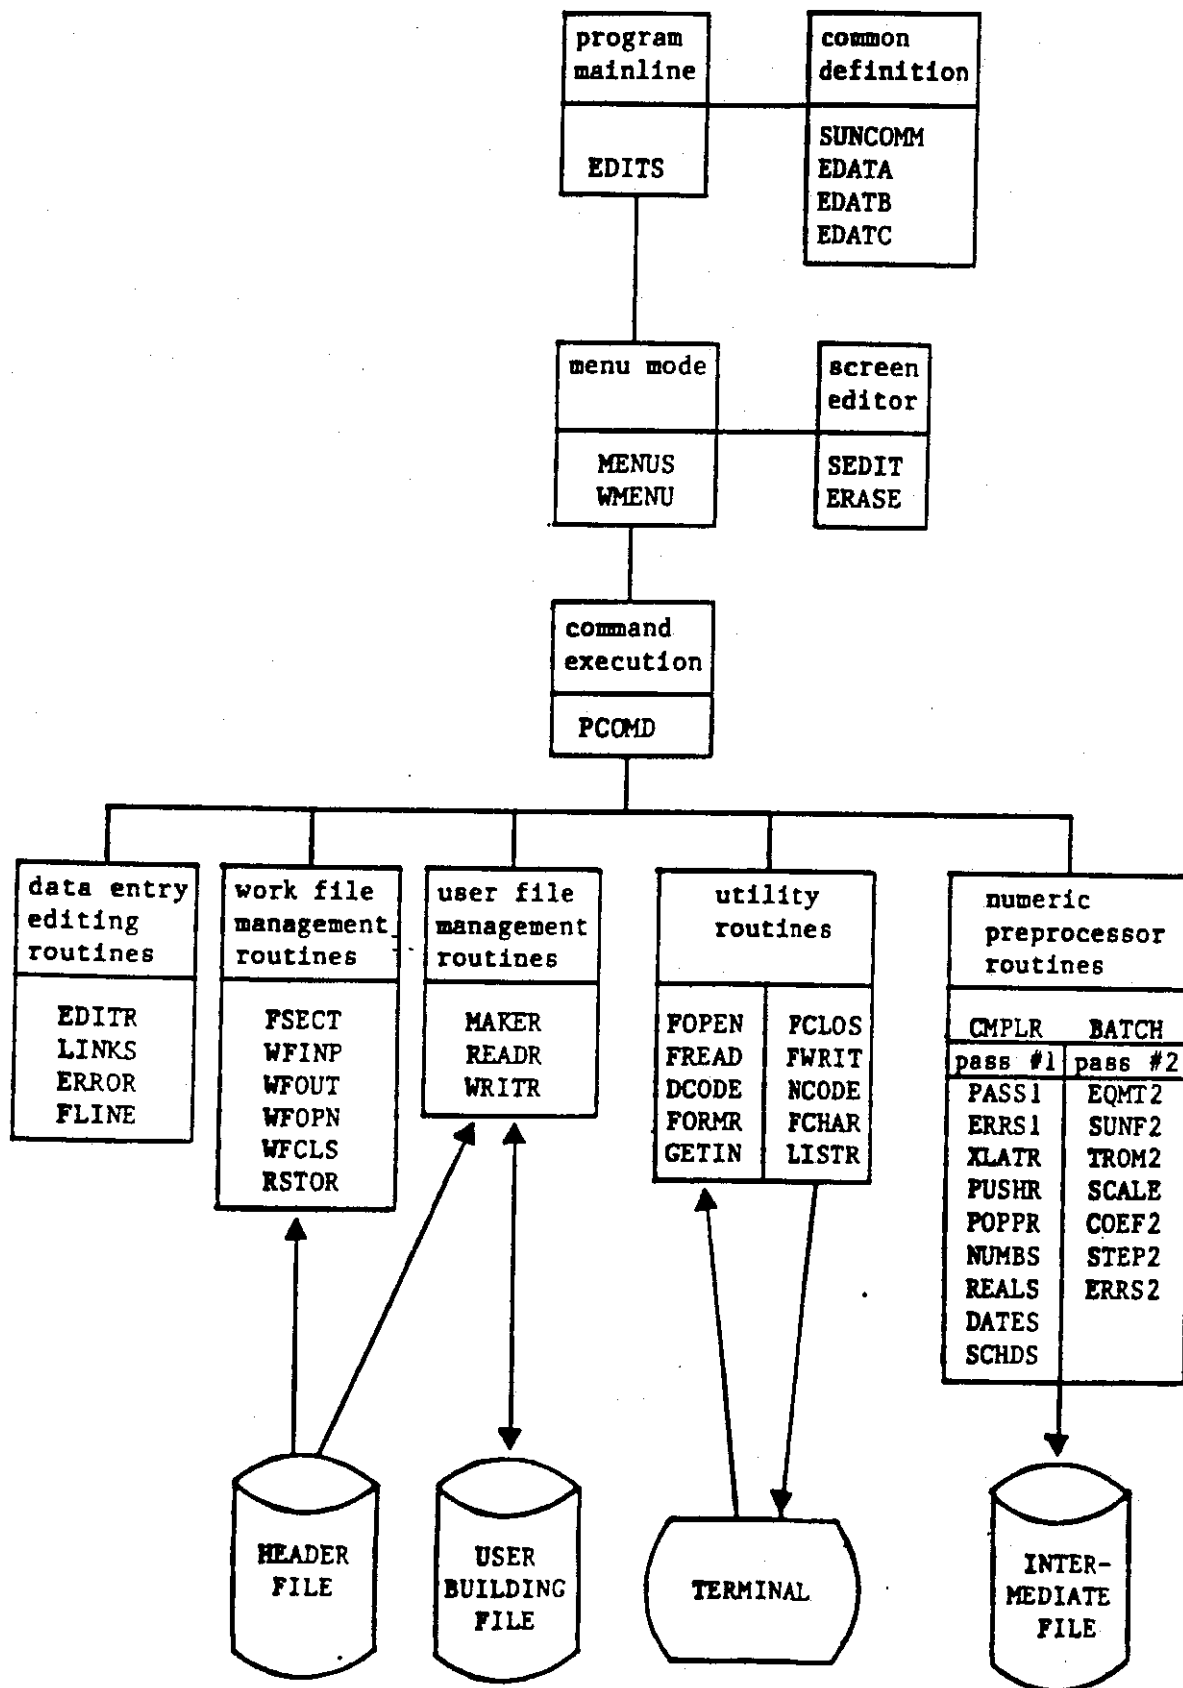 program
mainline
EDITS
common
definition
SUNCOMM
EDATA
EDATB
EDATC
menu mode
MENUS
WMENU
screen
editor
SEDIT
ERASE
command
execution
PCOMD
data entry
editing
routines
EDITR
LINKS
ERROR
FLINE
work file
management
routines
FSECT
WFINP
WFOUT
WFOPN
WFCLS
RSTOR
user file
management
routines
MAKER
READR
WRITR
utility
routines
FOPEN FCLOS
FREAD FWRIT
DCODE NCODE
FORMR FCHAR
GETIN LISTR
numeric
preprocessor
routines
CMPLR BATCH
pass #1 pass #2
PASS1 EQMT2
ERRS1 SUNF2
XLATR TROM2
PUSHR SCALE
POPPR COEF2
NUMBS STEP2
REALS ERRS2
DATES
SCHDS
HEADER
FILE
USER
BUILDING
FILE
TERMINAL
INTER-
MEDIATE
FILE